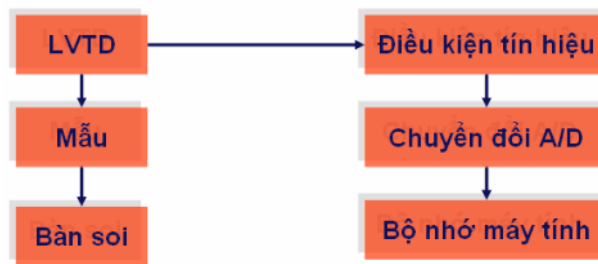 LVTD
Điều kiện tín hiệu
Mẫu
Chuyển đổi A/D
Bàn soi
Bộ nhớ máy tính